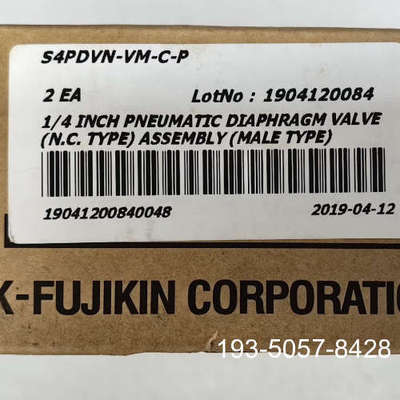 S4PDVN-VM-C-P
2 EA LotNo : 1904120084
1/4 INCH PNEUMATIC DIAPHRAGM VALVE
(N.C. TYPE) ASSEMBLY (MALE TYPE)
19041200840048 2019-04-12
K-FUJIKIN CORPORATIO
193-5057-8428